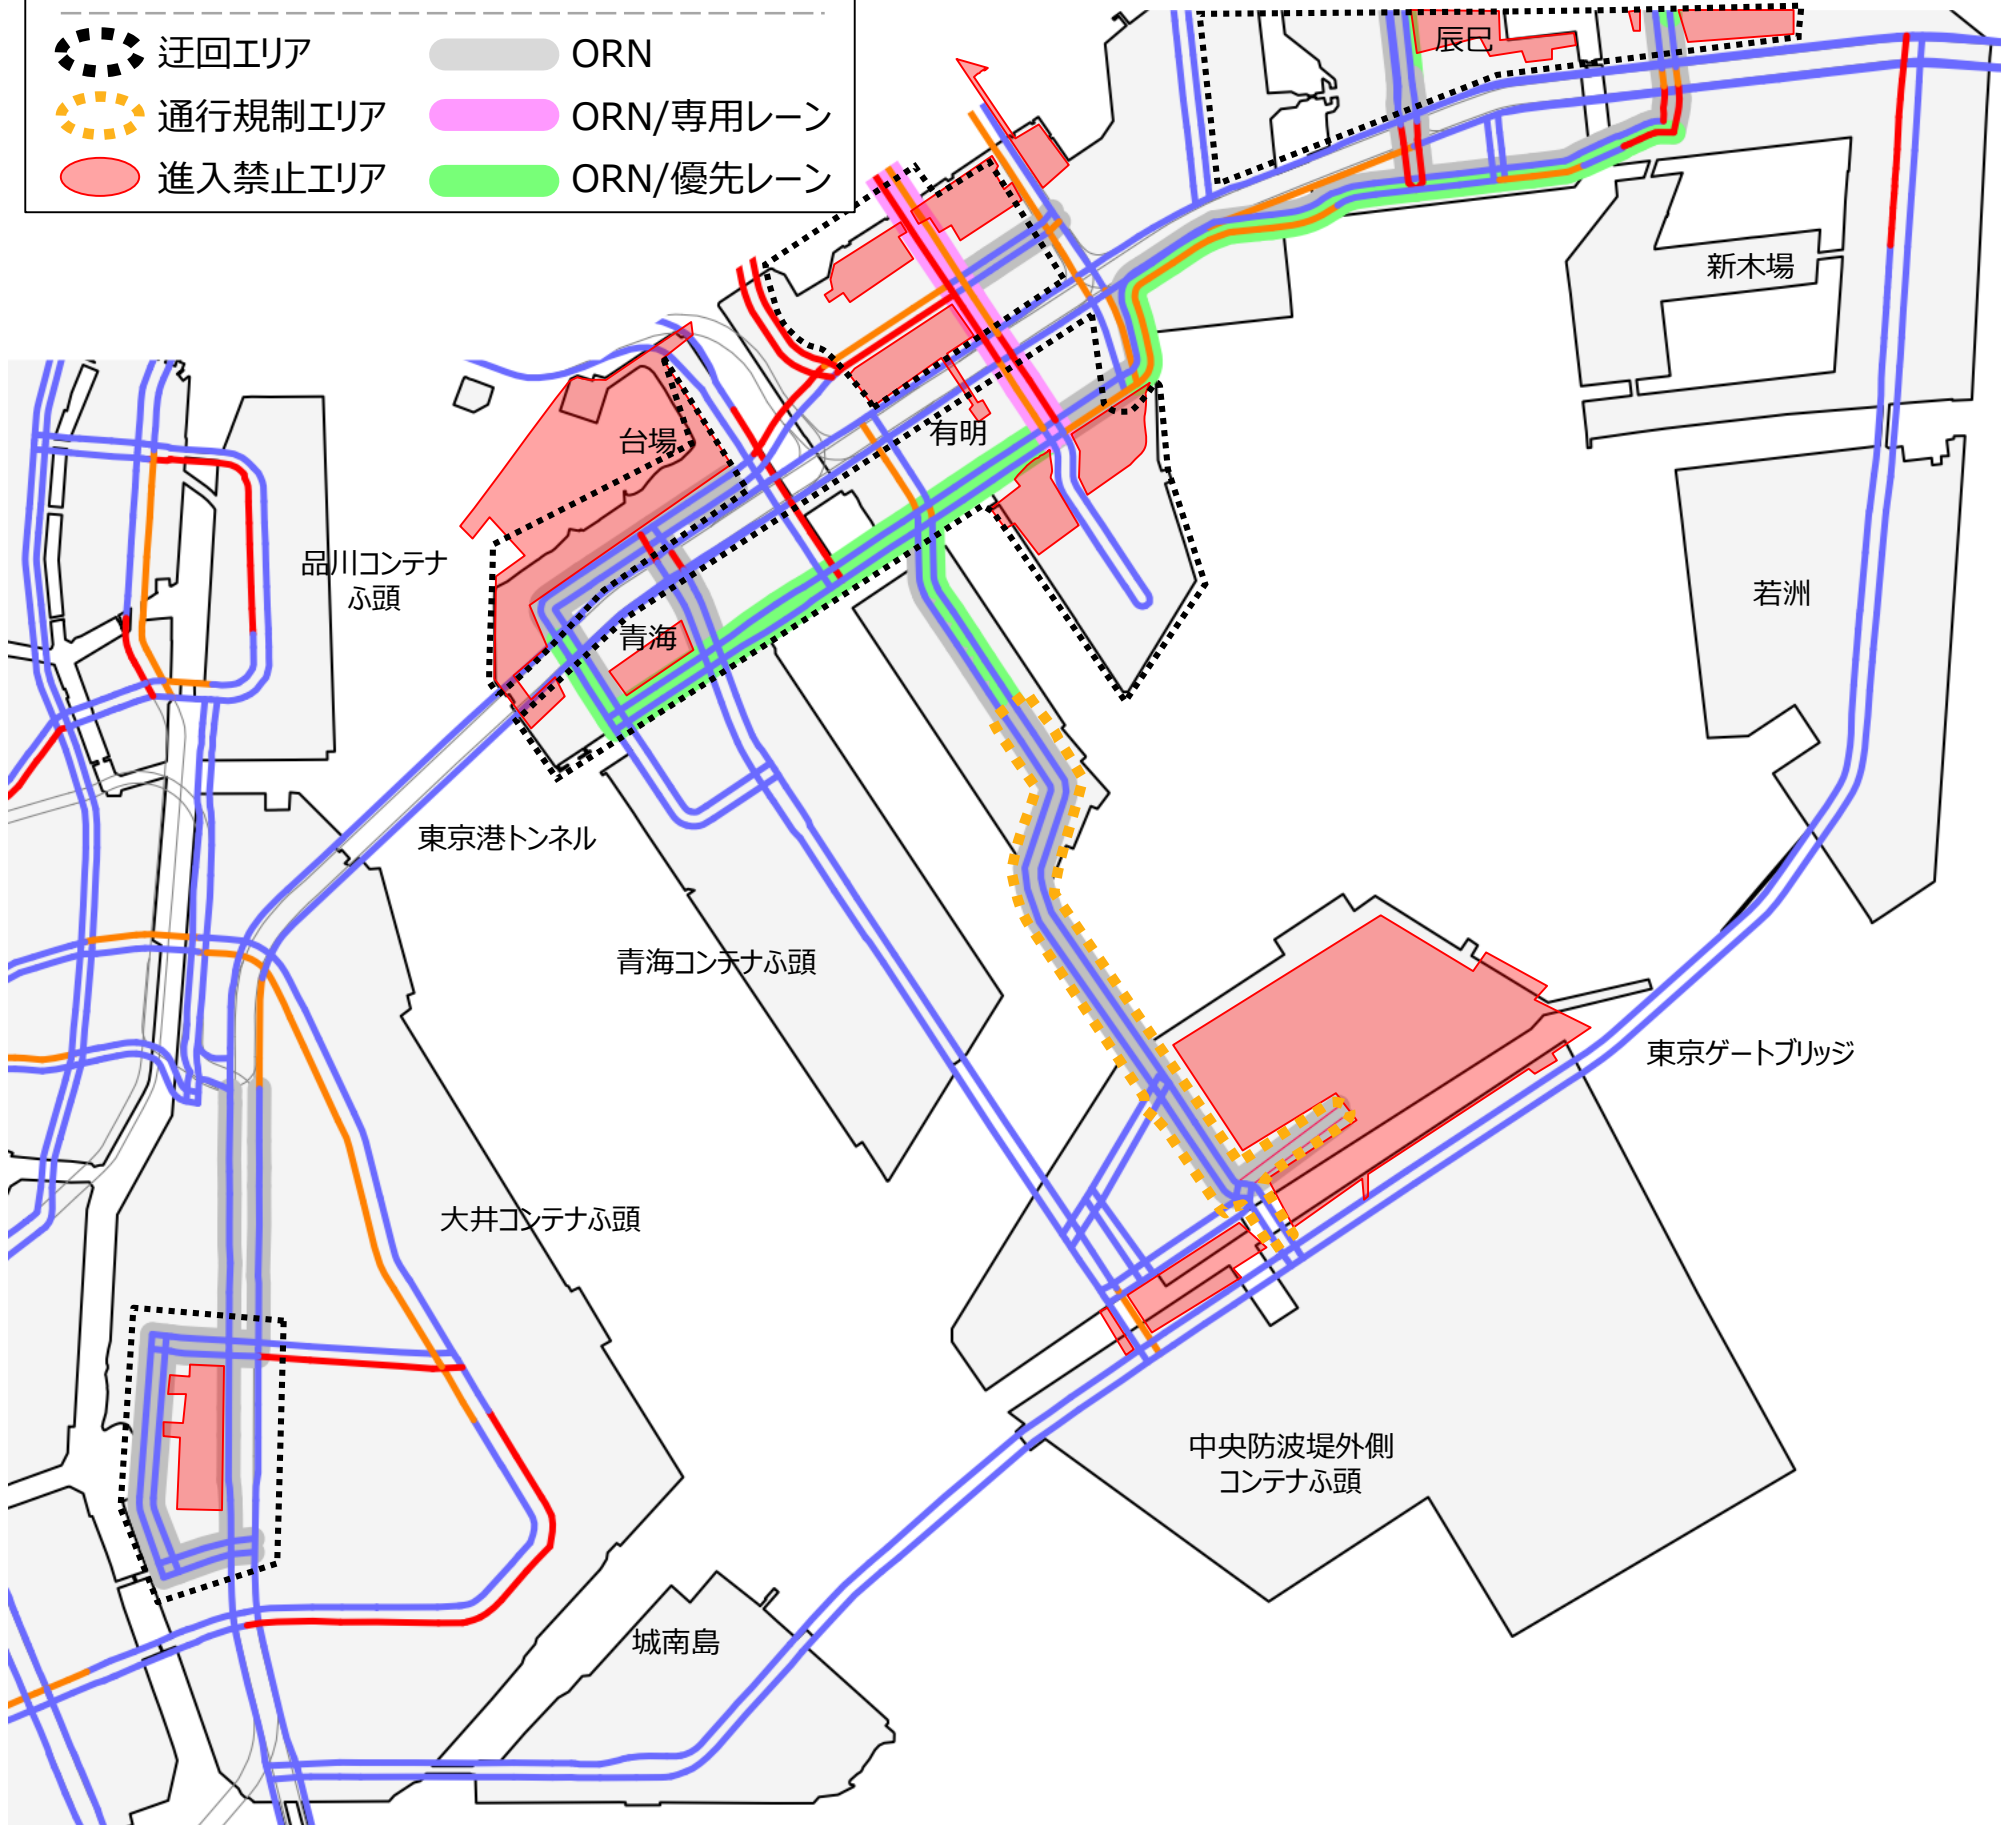 迂回エリア
ORN
通行規制エリア
ORN/専用レーン
進入禁止エリア
ORN/優先レーン
辰巳
新木場
台場
有明
品川コンテナ
ふ頭
若洲
青海
東京港トンネル
青海コンテナふ頭
東京ゲートブリッジ
大井コンテナふ頭
中央防波堤外側
コンテナふ頭
城南島